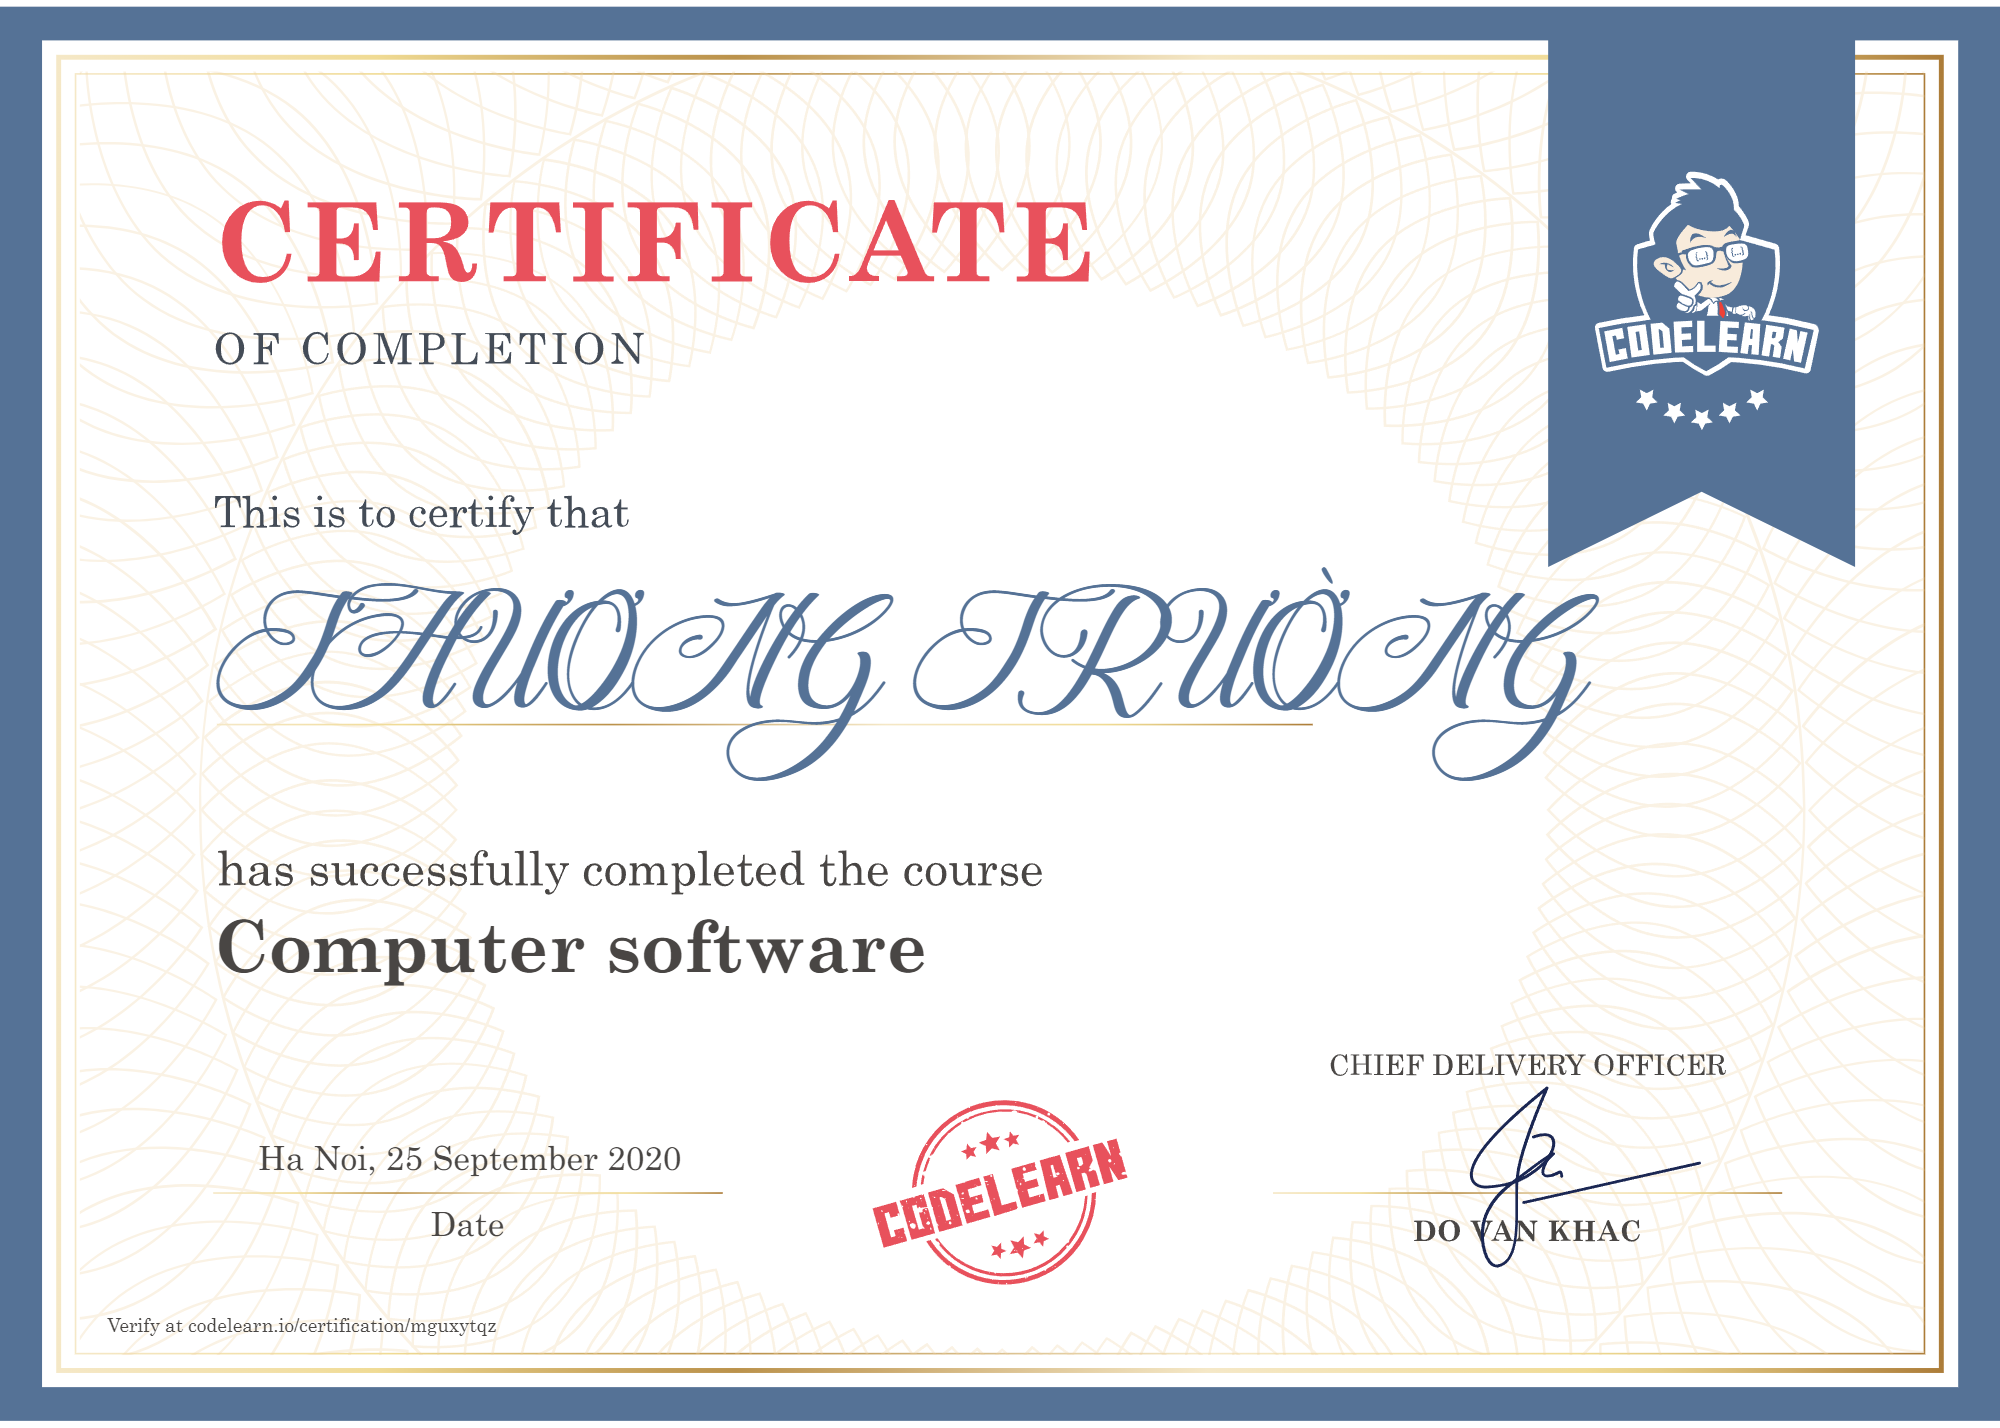 CERTIFICATE
OF COMPLETION
CODELEARN
This is to certify that
THƯƠNG TRƯỜNG
has successfully completed the course
Computer software
CHIEF DELIVERY OFFICER
Ha Noi, 25 September 2020
Date
CODELEARN
DO VAN KHAC
Verify at codelearn.io/certification/mguxytqz